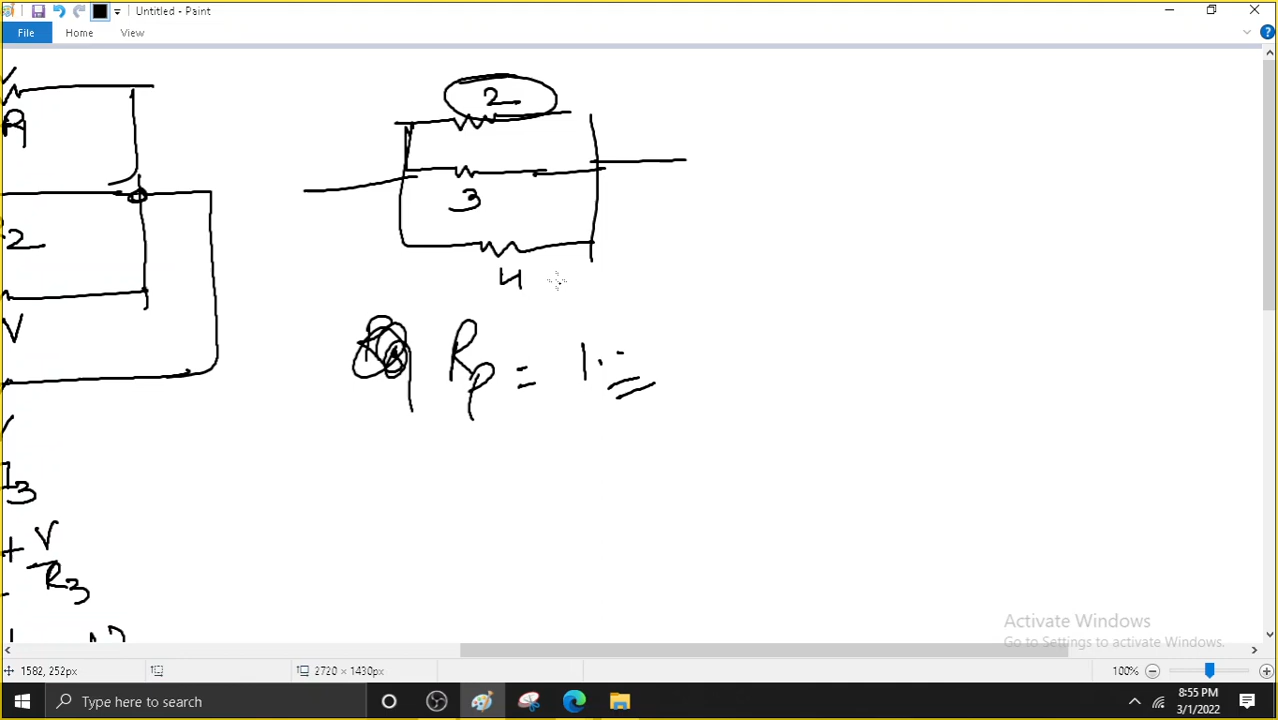 Untitled - Paint
File Home View
2
3
4
2
V
Rp = 1.
I3
+ V
R3
Activate Windows
Go to Settings to activate Windows.
1582, 252px
2720 × 1430px
100%
Type here to search
8:55 PM
3/1/2022